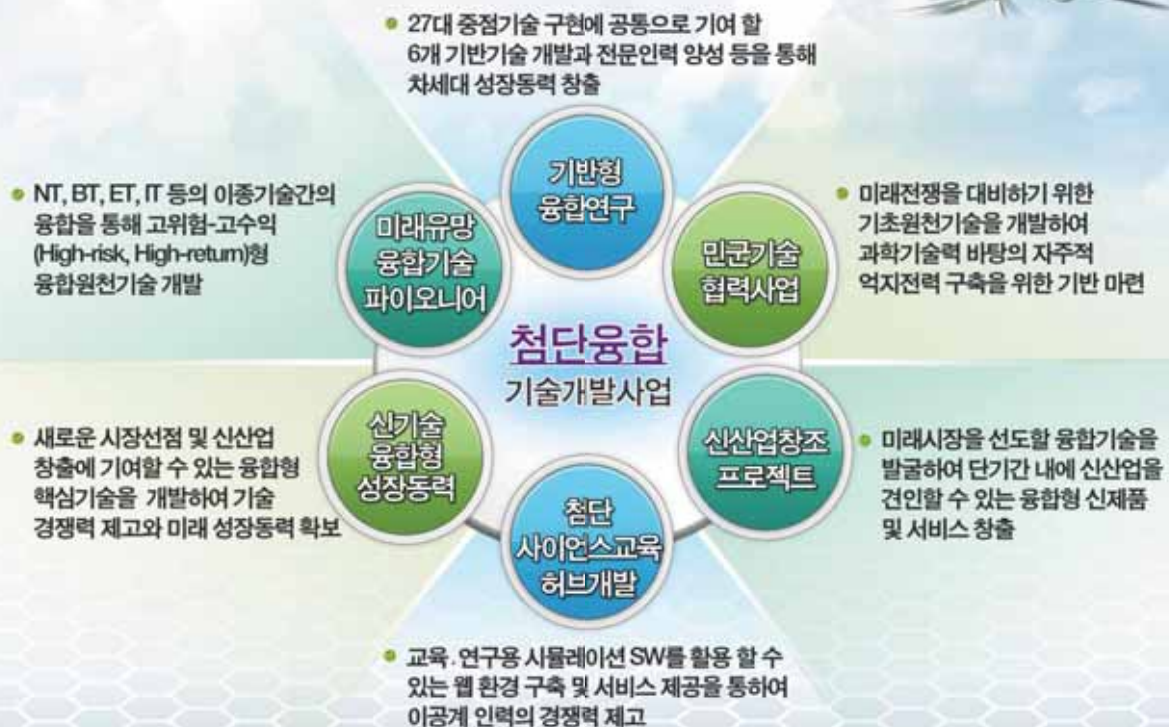 27대 중점기술 구현에 공통으로 기여 할
6개 기반기술 개발과 전문인력 양성 등을 통해
차세대 성장동력 창출
기반형
융합연구
NT, BT, ET, IT 등의 이종기술간의
융합을 통해 고위험-고수익
(High-risk, High-return)형
융합원천기술 개발
미래유망
융합기술
파이오니어
민군기술
협력사업
미래전쟁을 대비하기 위한
기초원천기술을 개발하여
과학기술력 바탕의 자주적
억지전력 구축을 위한 기반 마련
첨단융합
기술개발사업
새로운 시장선점 및 신산업
창출에 기여할 수 있는 융합형
핵심기술을 개발하여 기술
경쟁력 제고와 미래 성장동력 확보
신기술
융합형
성장동력
신산업창조
프로젝트
미래시장을 선도할 융합기술을
발굴하여 단기간 내에 신산업을
견인할 수 있는 융합형 신제품
및 서비스 창출
첨단
사이언스교육
허브개발
교육.연구용 시뮬레이션 SW를 활용 할 수
있는 웹 환경 구축 및 서비스 제공을 통하여
이공계 인력의 경쟁력 제고